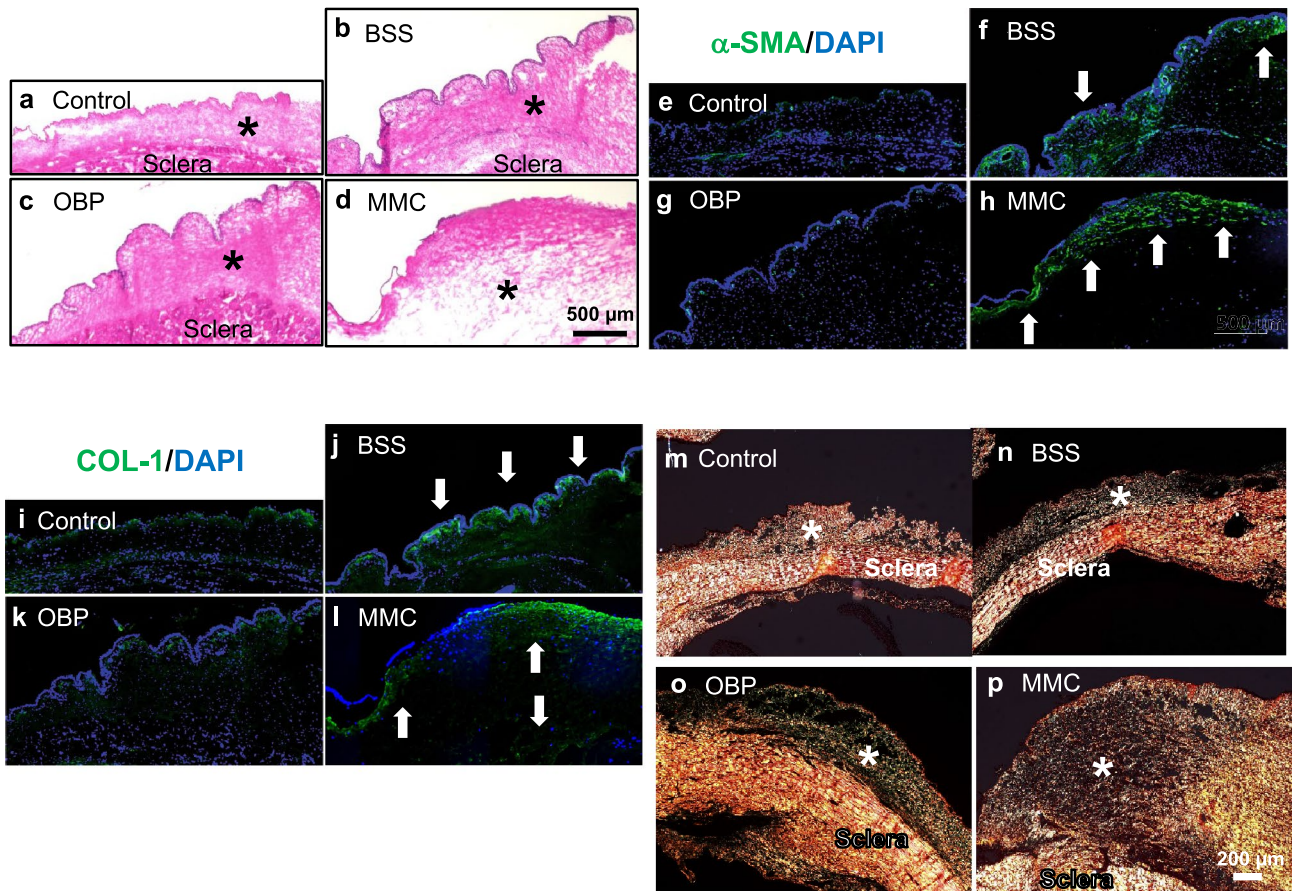 a Control
*
Sclera
b BSS
*
Sclera
c OBP
*
Sclera
d MMC
*
500 µm
α-SMA/DAPI
e Control
f BSS
g OBP
h MMC
500 µm
COL-1/DAPI
i Control
j BSS
k OBP
l MMC
m Control
*
Sclera
n BSS
*
Sclera
o OBP
*
Sclera
p MMC
*
200 µm
Sclera